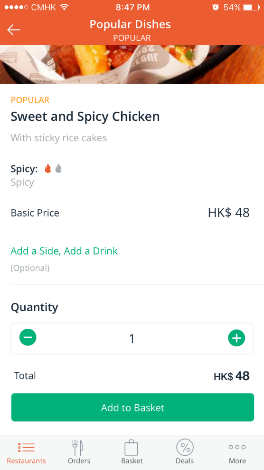 CMHK
8:47 PM
54%
Popular Dishes
POPULAR
POPULAR
Sweet and Spicy Chicken
With sticky rice cakes
Spicy:
Spicy
Basic Price HK$ 48
Add a Side, Add a Drink
(Optional)
Quantity
1
Total HK$ 48
Add to Basket
Restaurants Orders Basket Deals More